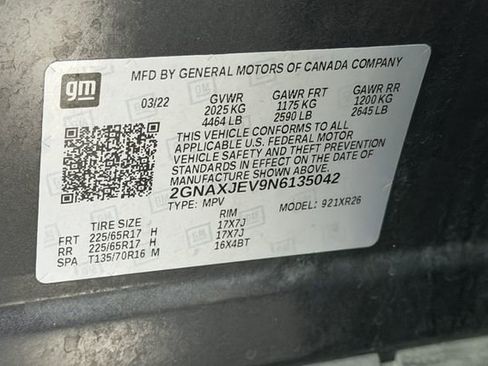 gm
MFD BY GENERAL MOTORS OF CANADA COMPANY
03/22 GVWR GAWR FRT GAWR RR
2025 KG 1175 KG 1200 KG
4464 LB 2590 LB 2645 LB
THIS VEHICLE CONFORMS TO ALL
APPLICABLE U.S. FEDERAL MOTOR
VEHICLE SAFETY AND THEFT PREVENTION
STANDARDS IN EFFECT ON THE DATE OF
MANUFACTURE SHOWN ABOVE.
2GNAXJEV9N6135042
TYPE: MPV MODEL: 921XR26
TIRE SIZE RIM
FRT 225/65R17 H 17X7J
RR 225/65R17 H 17X7J
SPA T135/70R16 M 16X4BT